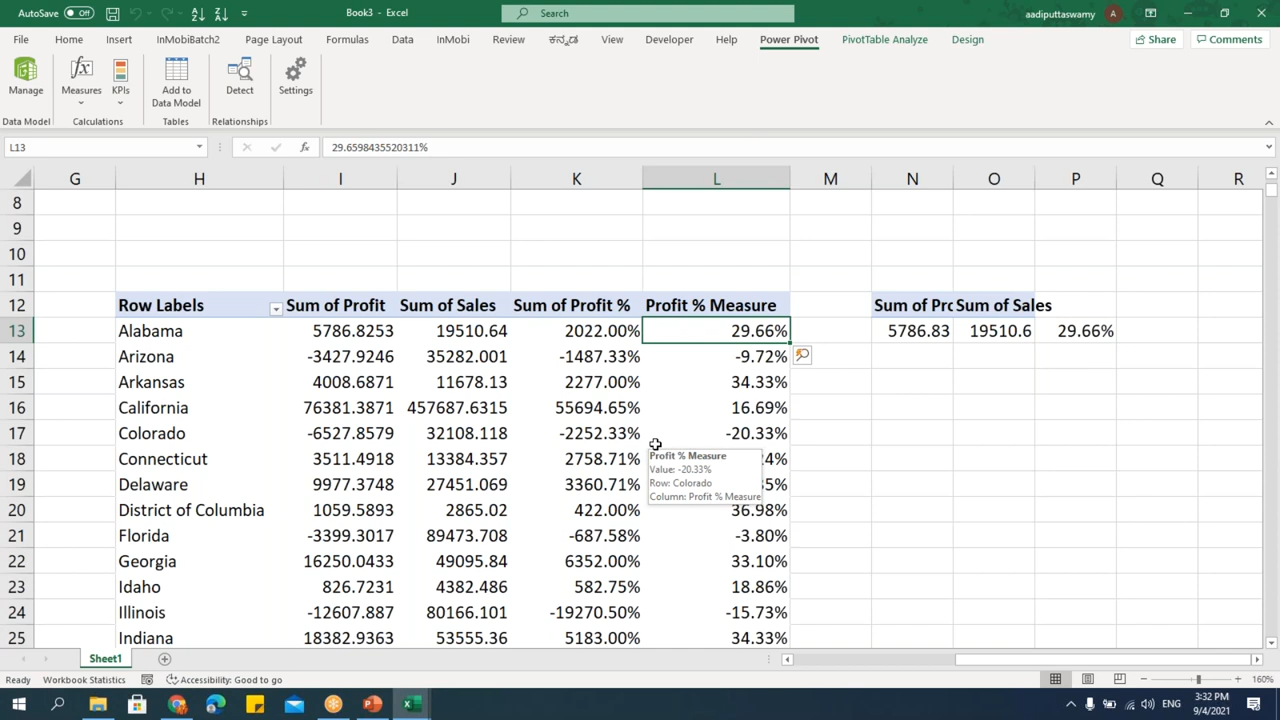 AutoSave Off Book3 - Excel Search aadiputtaswamy A
File Home Insert InMobiBatch2 Page Layout Formulas Data InMobi Review ಕನ್ನಡ View Developer Help Power Pivot PivotTable Analyze Design Share Comments
Manage Measures KPIs Add to Data Model Detect Settings
Data Model Calculations Tables Relationships
L13 fx 29.6598435520311%
G H I J K L M N O P Q R
8
9
10
11
12 Row Labels Sum of Profit Sum of Sales Sum of Profit % Profit % Measure Sum of Prc Sum of Sales
13 Alabama 5786.8253 19510.64 2022.00% 29.66% 5786.83 19510.6 29.66%
14 Arizona -3427.9246 35282.001 -1487.33% -9.72%
15 Arkansas 4008.6871 11678.13 2277.00% 34.33%
16 California 76381.3871 457687.6315 55694.65% 16.69%
17 Colorado -6527.8579 32108.118 -2252.33% -20.33%
Profit % Measure
18 Connecticut 3511.4918 13384.357 2758.71% 24%
Value: -20.33%
Row: Colorado
19 Delaware 9977.3748 27451.069 3360.71% 35%
Column: Profit % Measure
20 District of Columbia 1059.5893 2865.02 422.00% 36.98%
21 Florida -3399.3017 89473.708 -687.58% -3.80%
22 Georgia 16250.0433 49095.84 6352.00% 33.10%
23 Idaho 826.7231 4382.486 582.75% 18.86%
24 Illinois -12607.887 80166.101 -19270.50% -15.73%
25 Indiana 18382.9363 53555.36 5183.00% 34.33%
Sheet1
Ready Workbook Statistics Accessibility: Good to go 160%
ENG 3:32 PM
9/4/2021